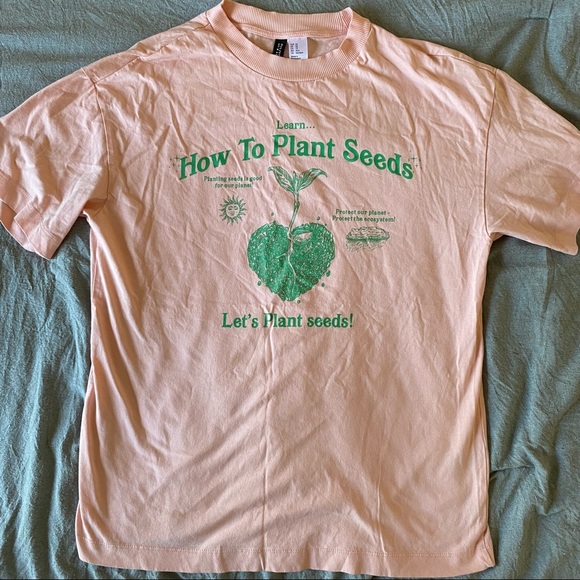 Learn...
How To Plant Seeds
Planting seeds is good
for our planet!
Protect our planet -
Protect the ecosystem!
Let's Plant seeds!